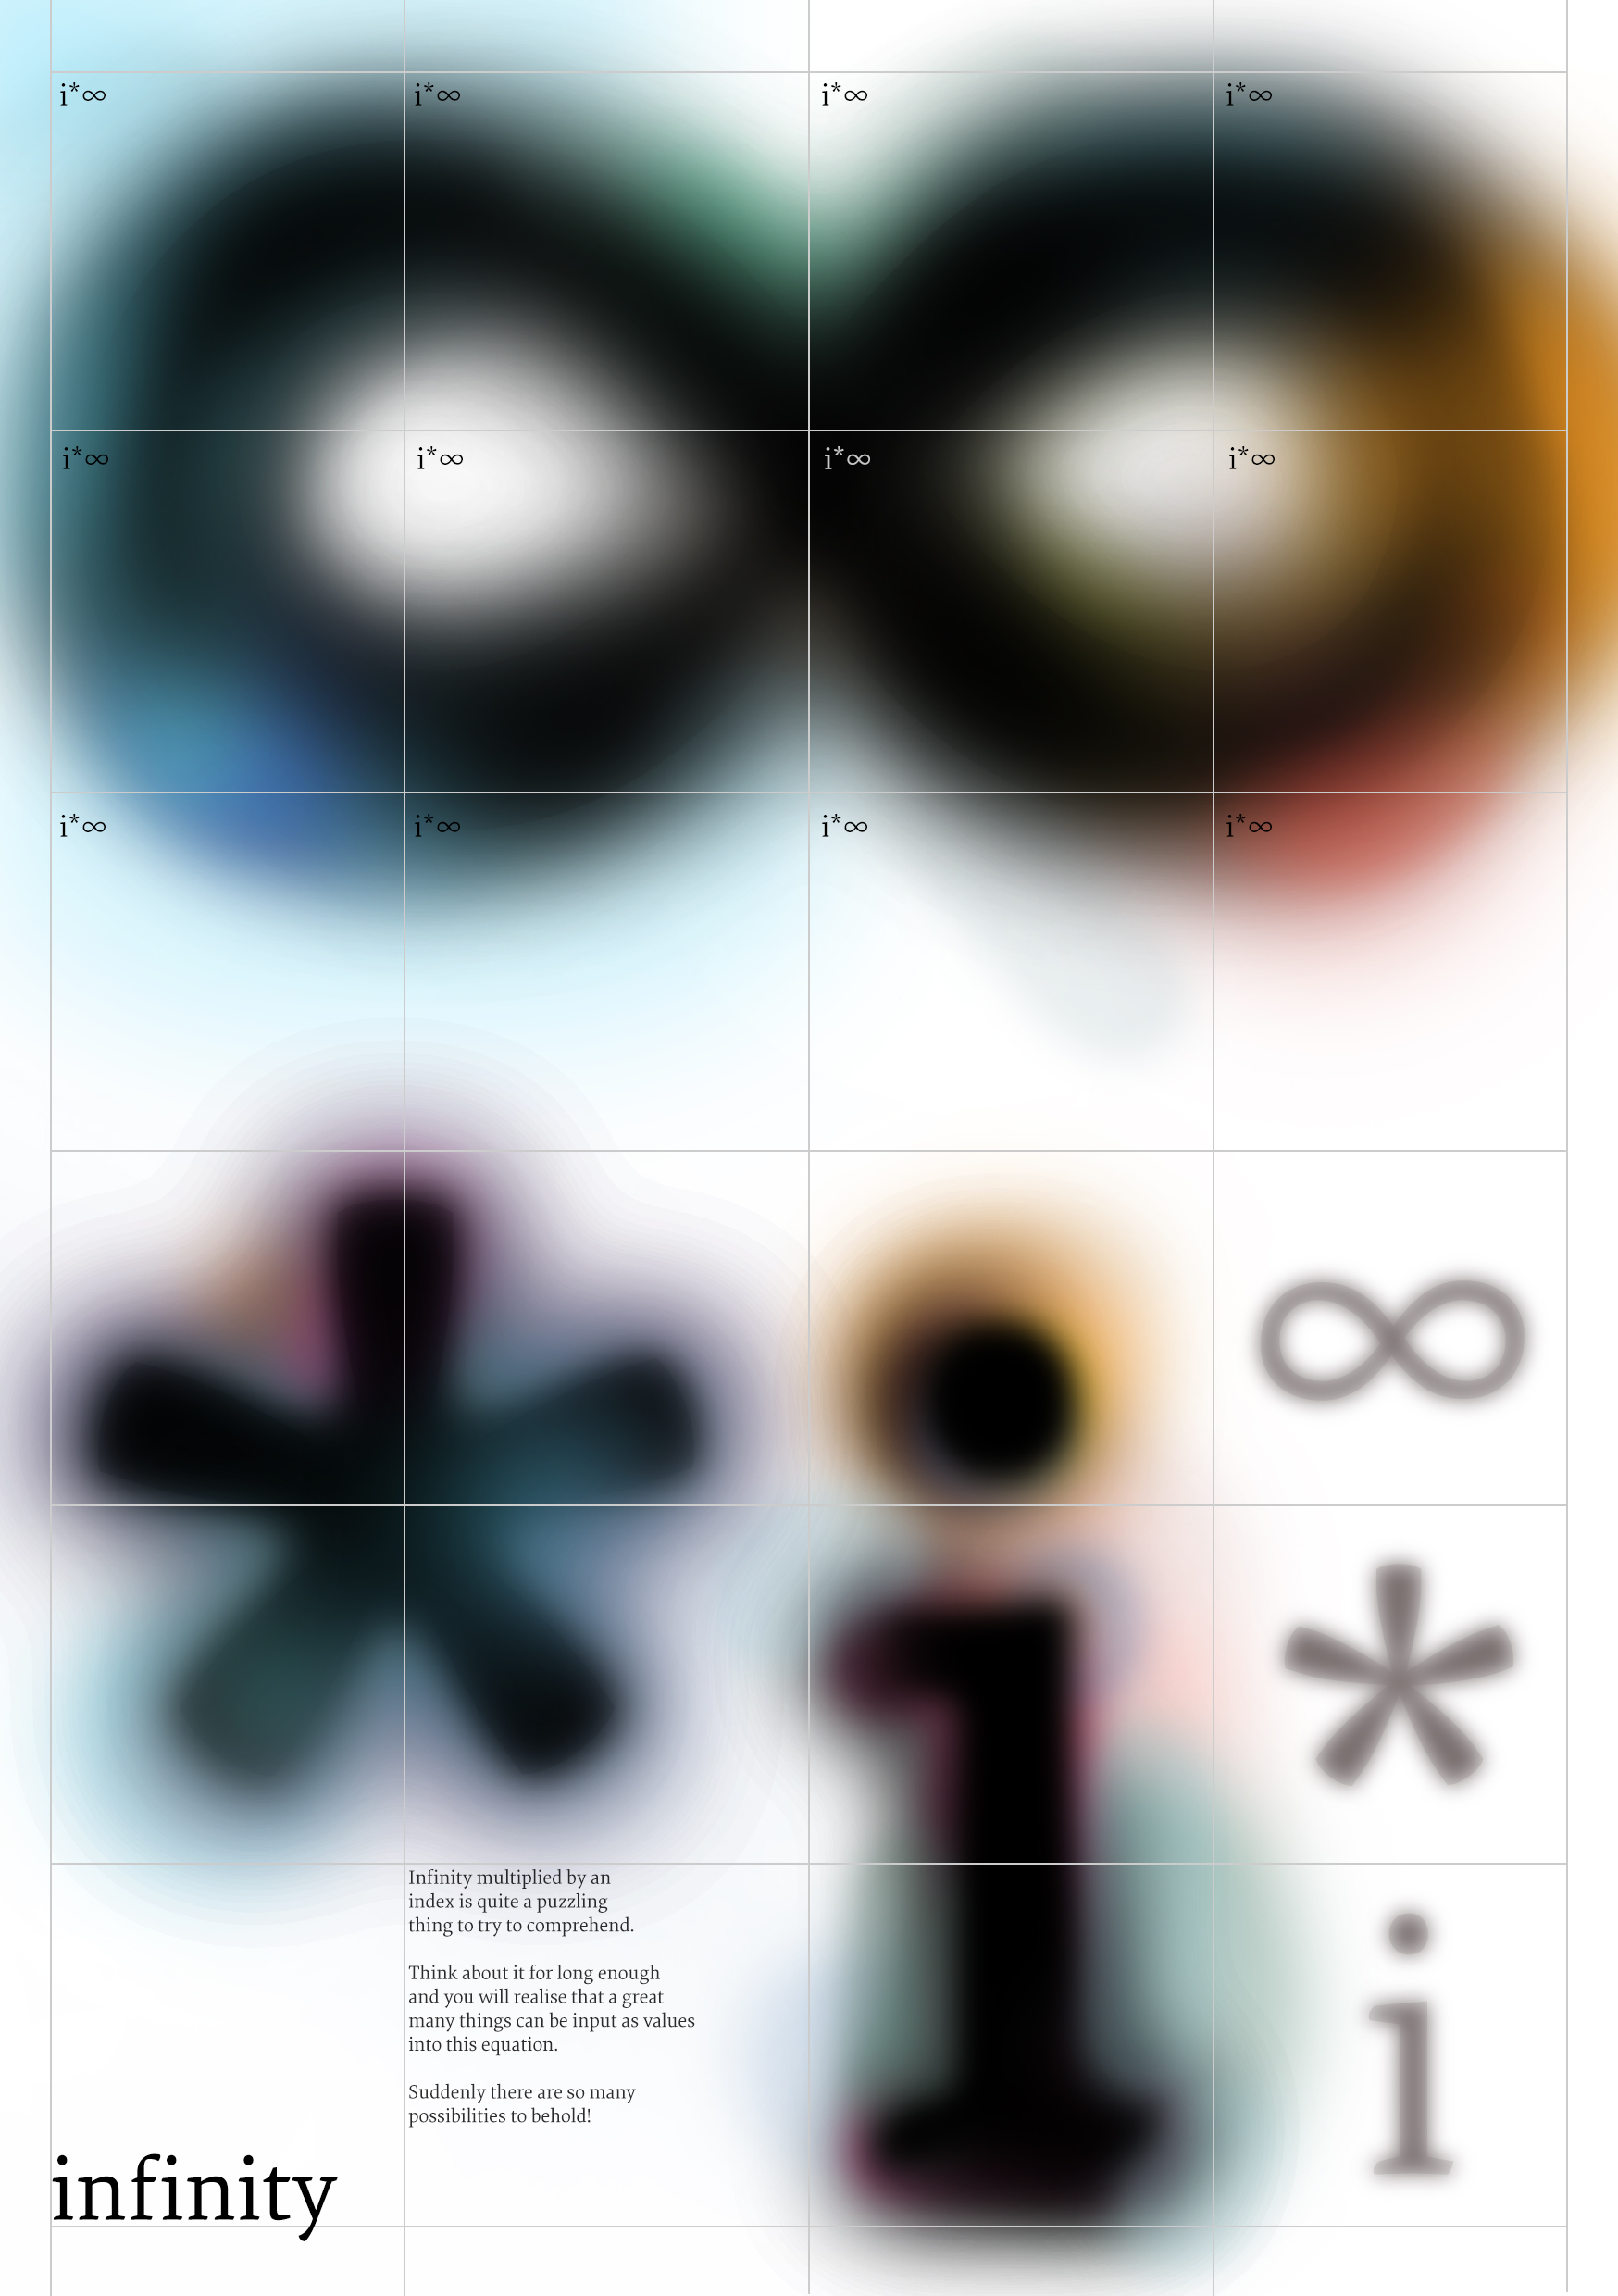 ∞
i*∞ i*∞ i*∞ i*∞
i*∞ i*∞ i*∞ i*∞
i*∞ i*∞ i*∞ i*∞
* i
∞
*
i
Infinity multiplied by an
index is quite a puzzling
thing to try to comprehend.
Think about it for long enough
and you will realise that a great
many things can be input as values
into this equation.
Suddenly there are so many
possibilities to behold!
infinity